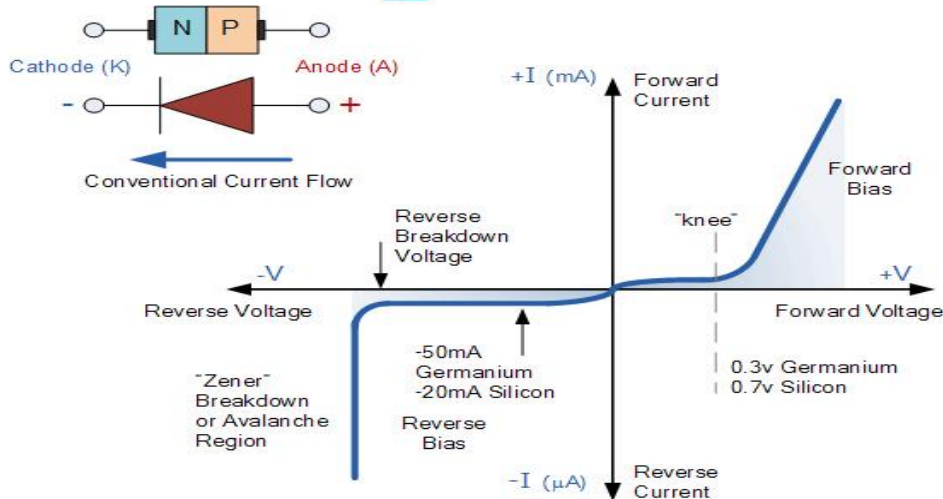 N P
Cathode (K)
Anode (A)
- +
Conventional Current Flow
+I (mA)
Forward
Current
Forward
Bias
"knee"
Reverse
Breakdown
Voltage
-V
+V
Reverse Voltage
Forward Voltage
-50mA
Germanium
-20mA Silicon
0.3v Germanium
0.7v Silicon
"Zener"
Breakdown
or Avalanche
Region
Reverse
Bias
-I (μA)
Reverse
Current